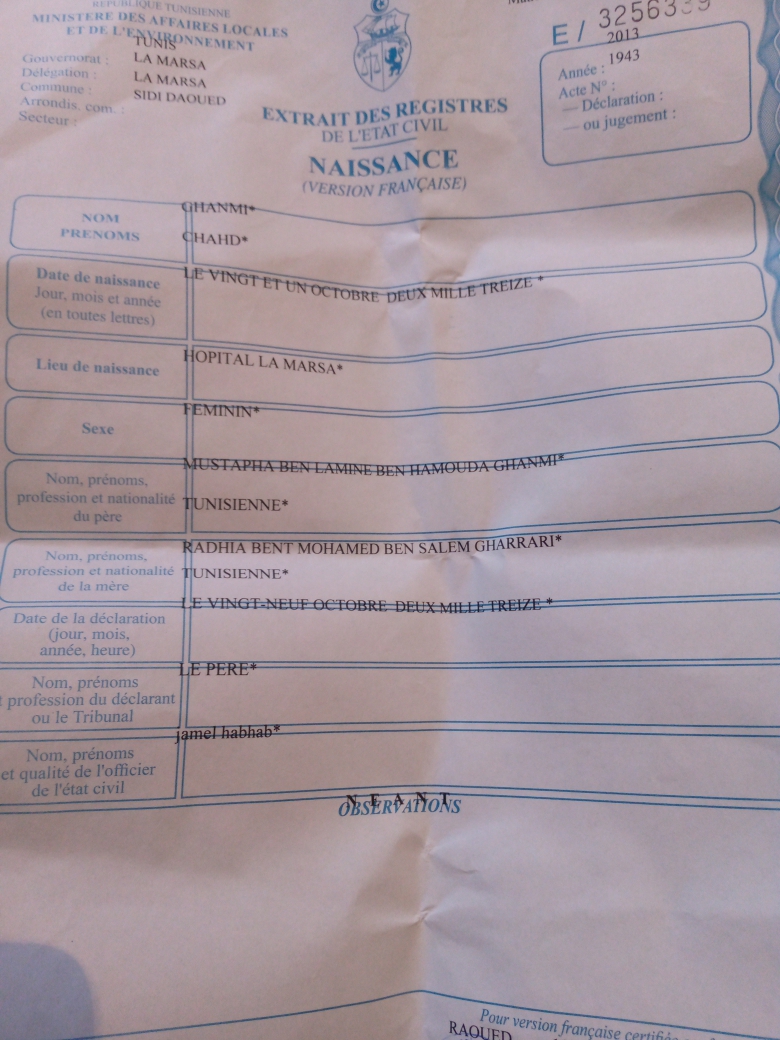 REPUBLIQUE TUNISIENNE
MINISTERE DES AFFAIRES LOCALES
ET DE L'ENVIRONNEMENT
Gouvernorat : TUNIS
Délégation : LA MARSA
Commune : LA MARSA
Arrondis. com. : SIDI DAOUED
Secteur :
EXTRAIT DES REGISTRES
DE L'ETAT CIVIL
NAISSANCE
(VERSION FRANÇAISE)
E / 3256339
2013
Année :
1943
Acte N° :
— Déclaration :
— ou jugement :
NOM
GHANMI*
PRENOMS
CHAHD*
Date de naissance
Jour, mois et année
(en toutes lettres)
LE VINGT ET UN OCTOBRE DEUX MILLE TREIZE *
Lieu de naissance
HOPITAL LA MARSA*
Sexe
FEMININ*
Nom, prénoms,
profession et nationalité
du père
MUSTAPHA BEN LAMINE BEN HAMOUDA GHANMI*
TUNISIENNE*
Nom, prénoms,
profession et nationalité
de la mère
RADHIA BENT MOHAMED BEN SALEM GHARRARI*
TUNISIENNE*
Date de la déclaration
(jour, mois,
année, heure)
LE VINGT-NEUF OCTOBRE DEUX MILLE TREIZE *
Nom, prénoms
profession du déclarant
ou le Tribunal
LE PERE*
Nom, prénoms
et qualité de l'officier
de l'état civil
jamel habhab*
N E A N T
OBSERVATIONS
Pour version française certifiée
RAOUED